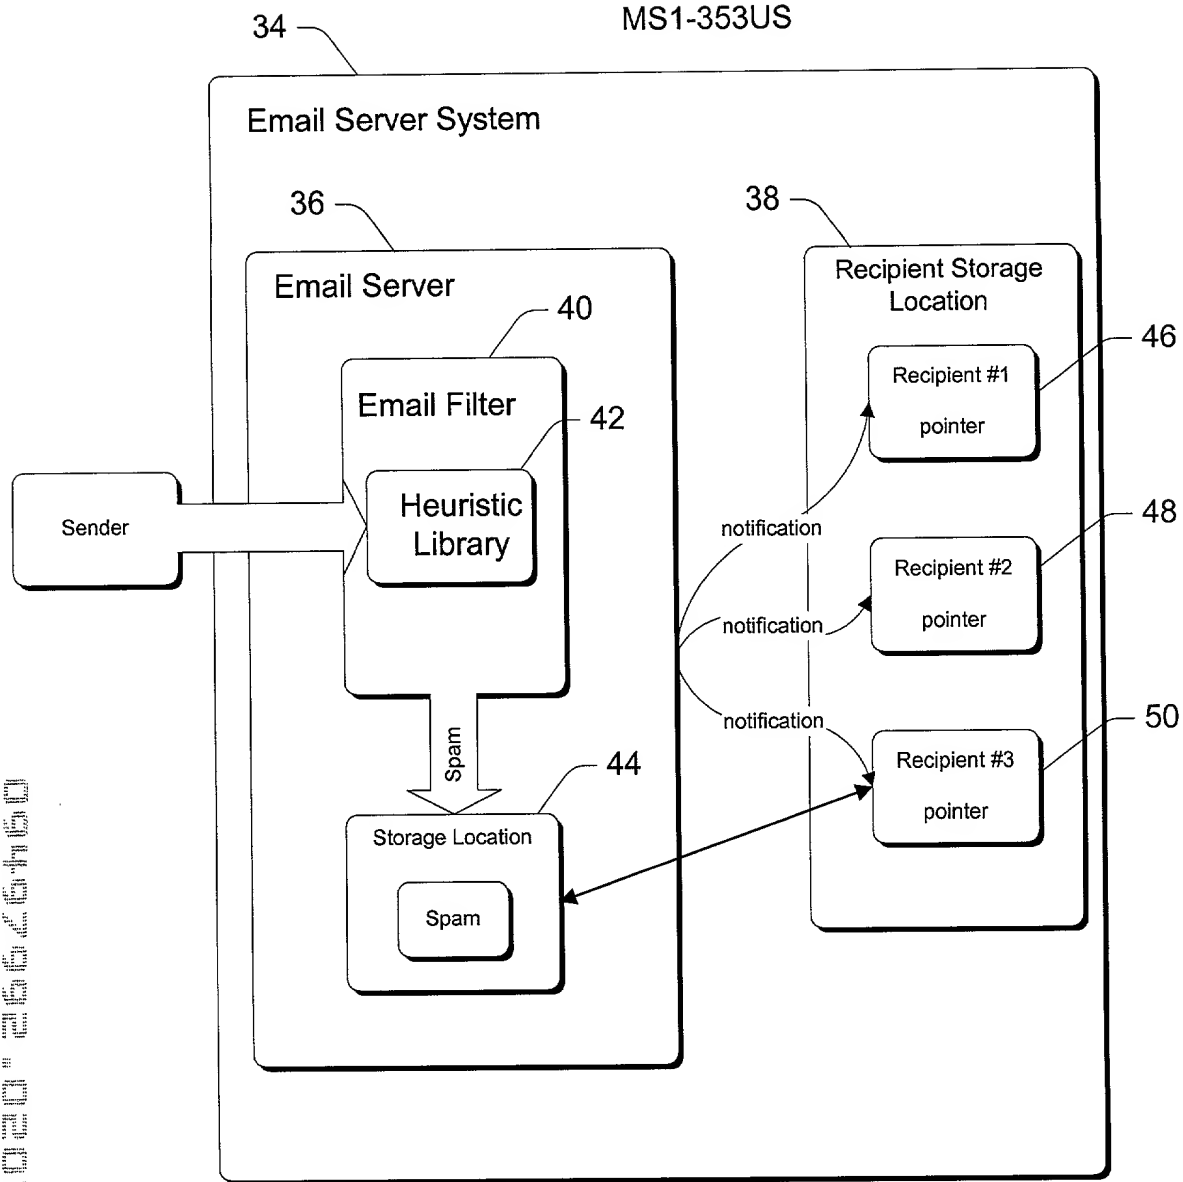 MS1-353US
34
Email Server System
36
38
Email Server
Recipient Storage
Location
40
46
Recipient #1
pointer
Email Filter
42
Heuristic
Library
Sender
notification
48
Recipient #2
pointer
notification
50
notification
Recipient #3
pointer
Spam
44
Storage Location
Spam